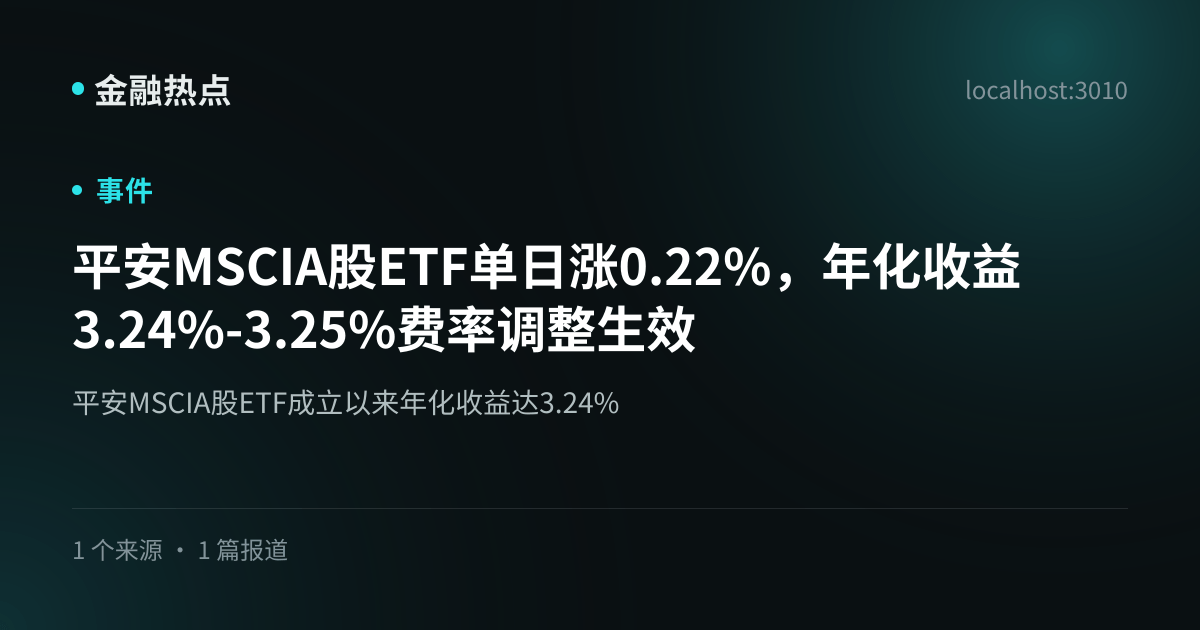 金融热点
localhost:3010
事件
平安MSCIA股ETF单日涨0.22%，年化收益
3.24%-3.25%费率调整生效
平安MSCIA股ETF成立以来年化收益达3.24%
1 个来源 · 1 篇报道